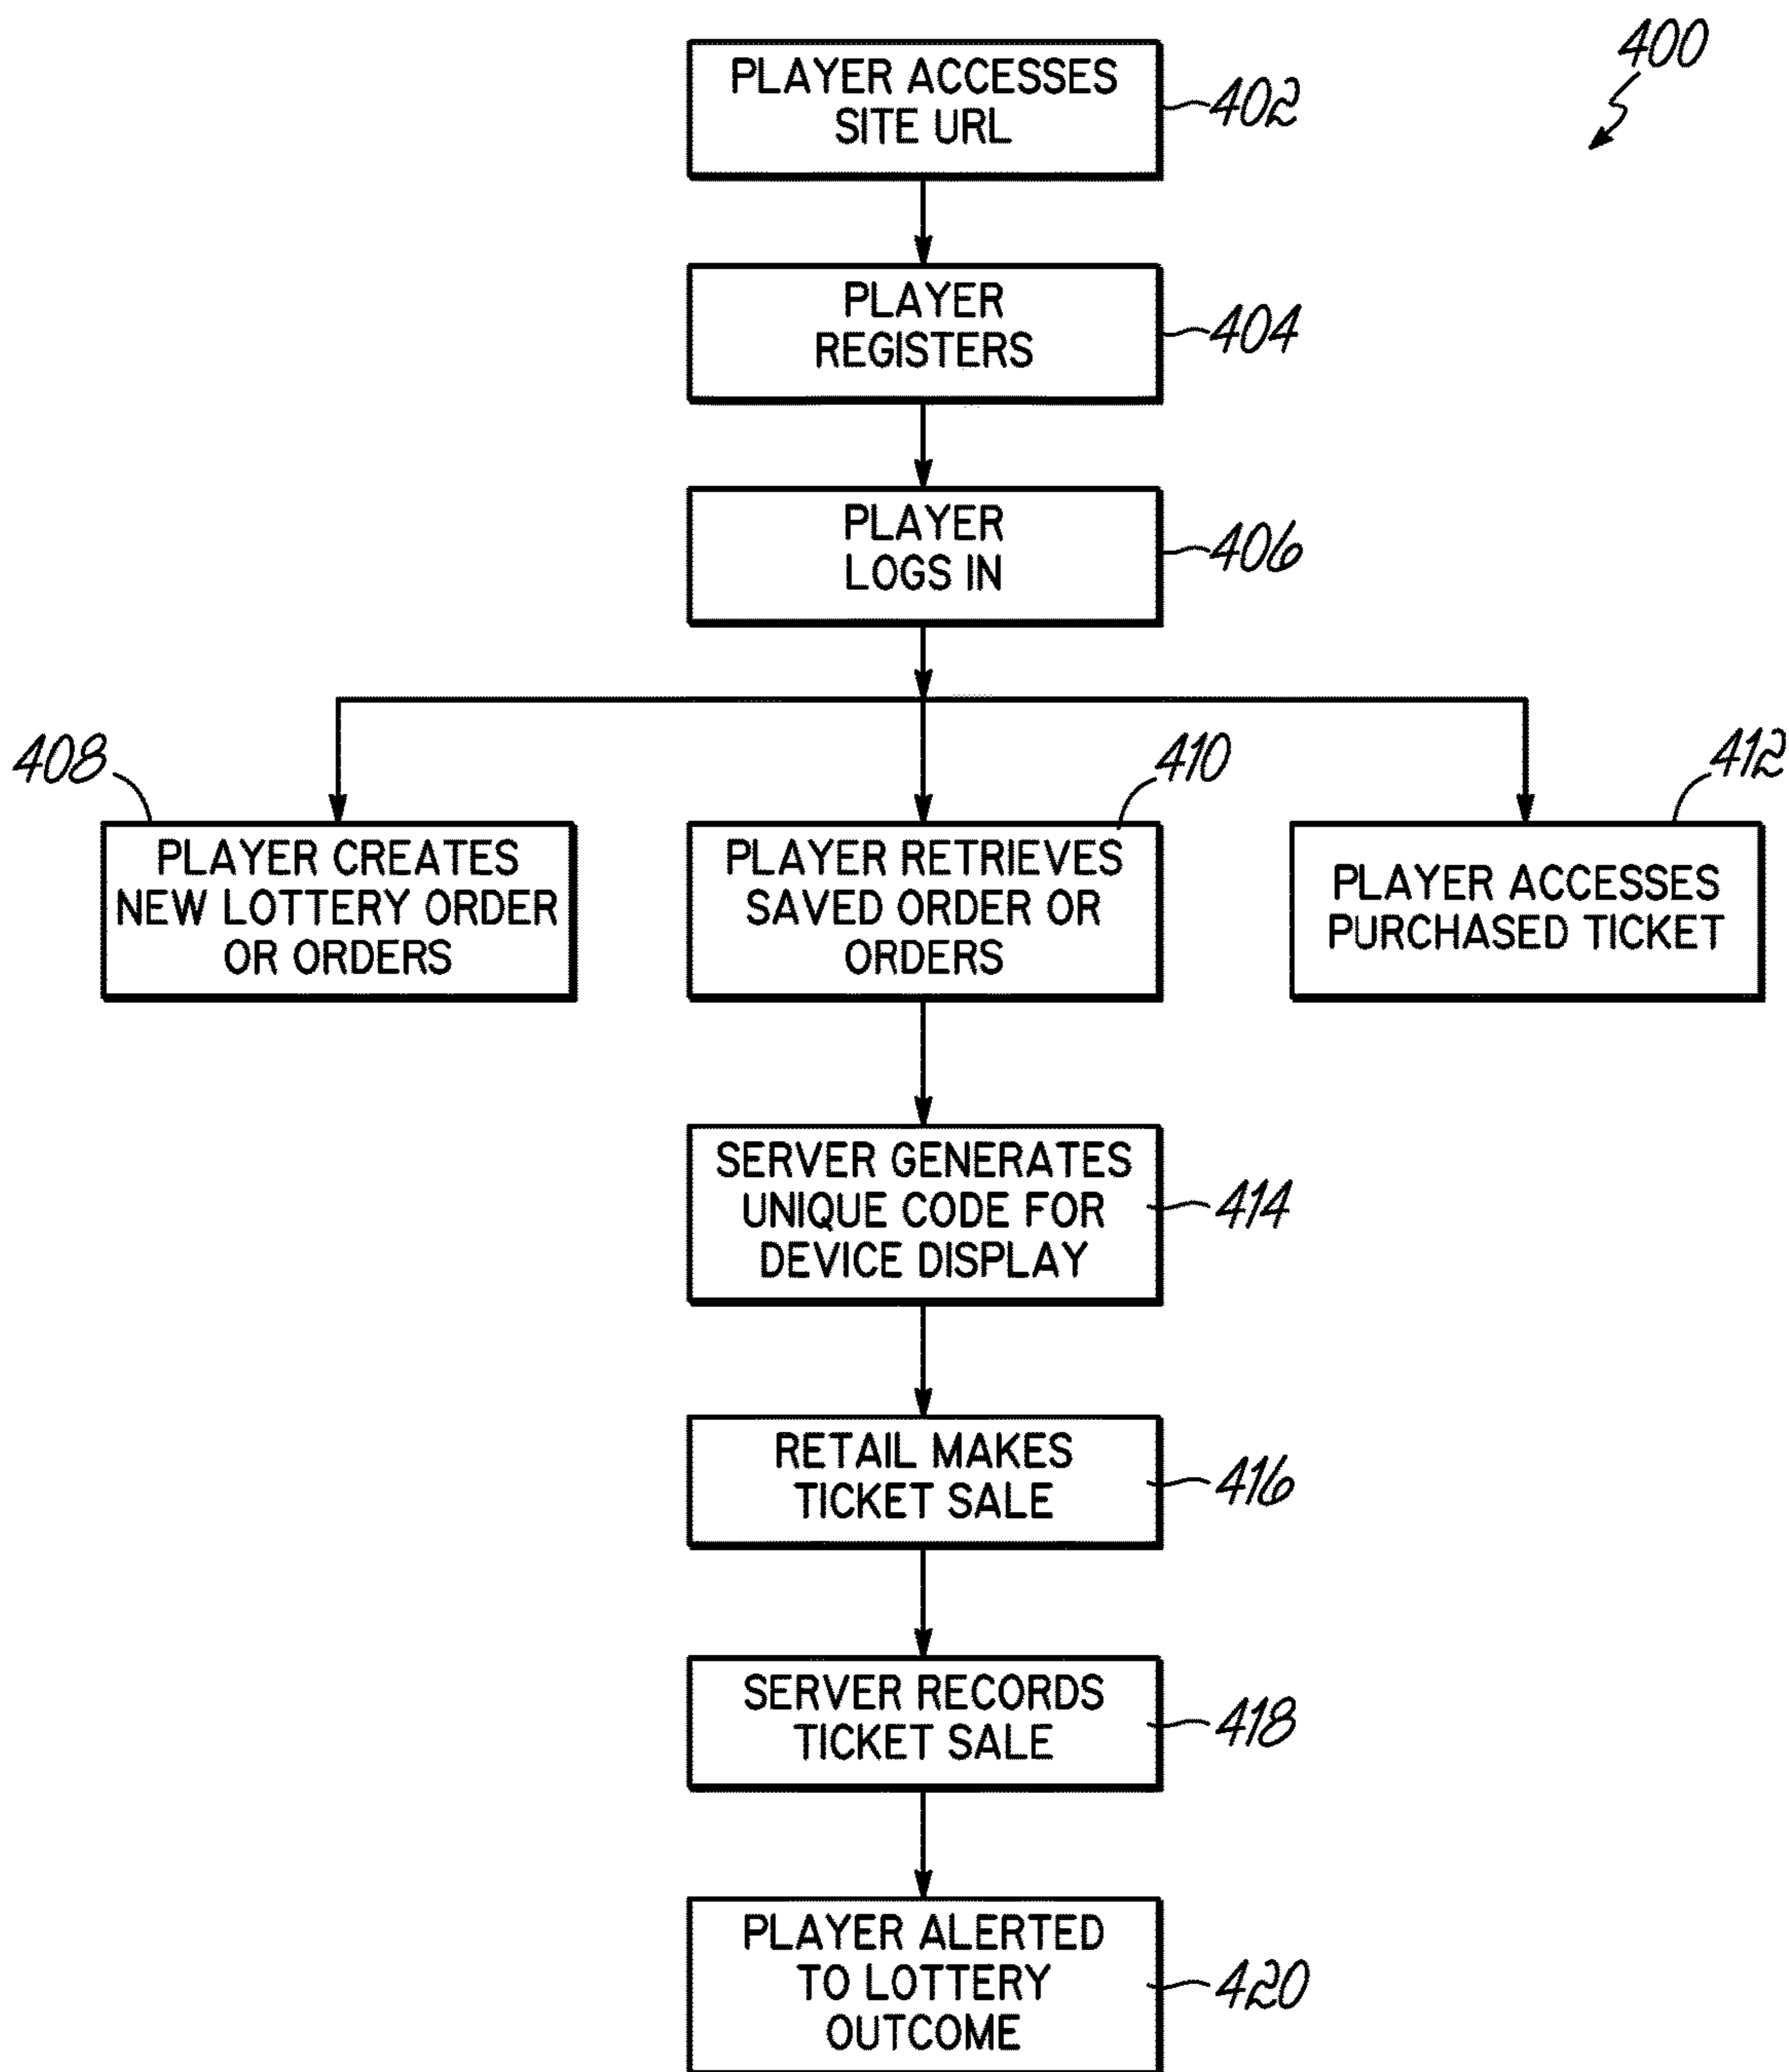 400
PLAYER ACCESSES
SITE URL
402
PLAYER
REGISTERS
404
PLAYER
LOGS IN
406
408
410
412
PLAYER CREATES
NEW LOTTERY ORDER
OR ORDERS
PLAYER RETRIEVES
SAVED ORDER OR
ORDERS
PLAYER ACCESSES
PURCHASED TICKET
SERVER GENERATES
UNIQUE CODE FOR
DEVICE DISPLAY
414
RETAIL MAKES
TICKET SALE
416
SERVER RECORDS
TICKET SALE
418
PLAYER ALERTED
TO LOTTERY
OUTCOME
420